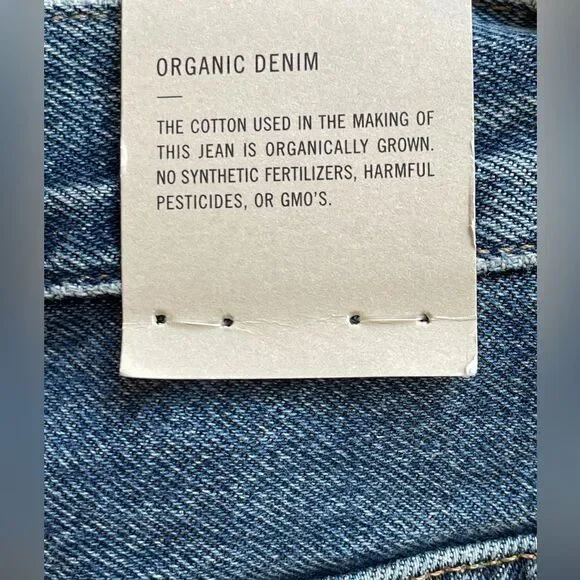 ORGANIC DENIM
THE COTTON USED IN THE MAKING OF
THIS JEAN IS ORGANICALLY GROWN.
NO SYNTHETIC FERTILIZERS, HARMFUL
PESTICIDES, OR GMO'S.